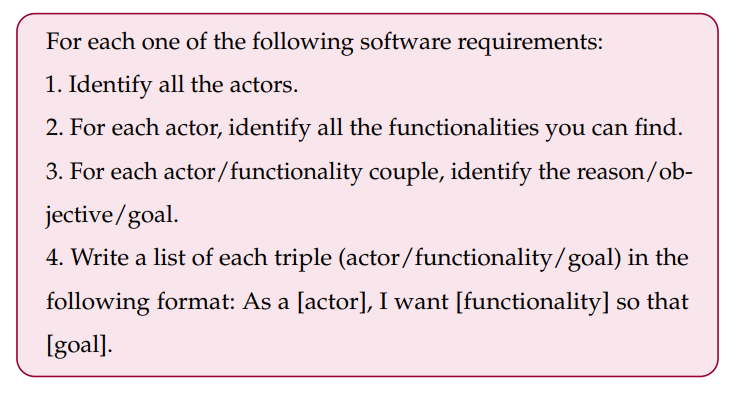 For each one of the following software requirements:
1. Identify all the actors.
2. For each actor, identify all the functionalities you can find.
3. For each actor/functionality couple, identify the reason/ob-
jective/goal.
4. Write a list of each triple (actor/functionality/goal) in the
following format: As a [actor], I want [functionality] so that
[goal].